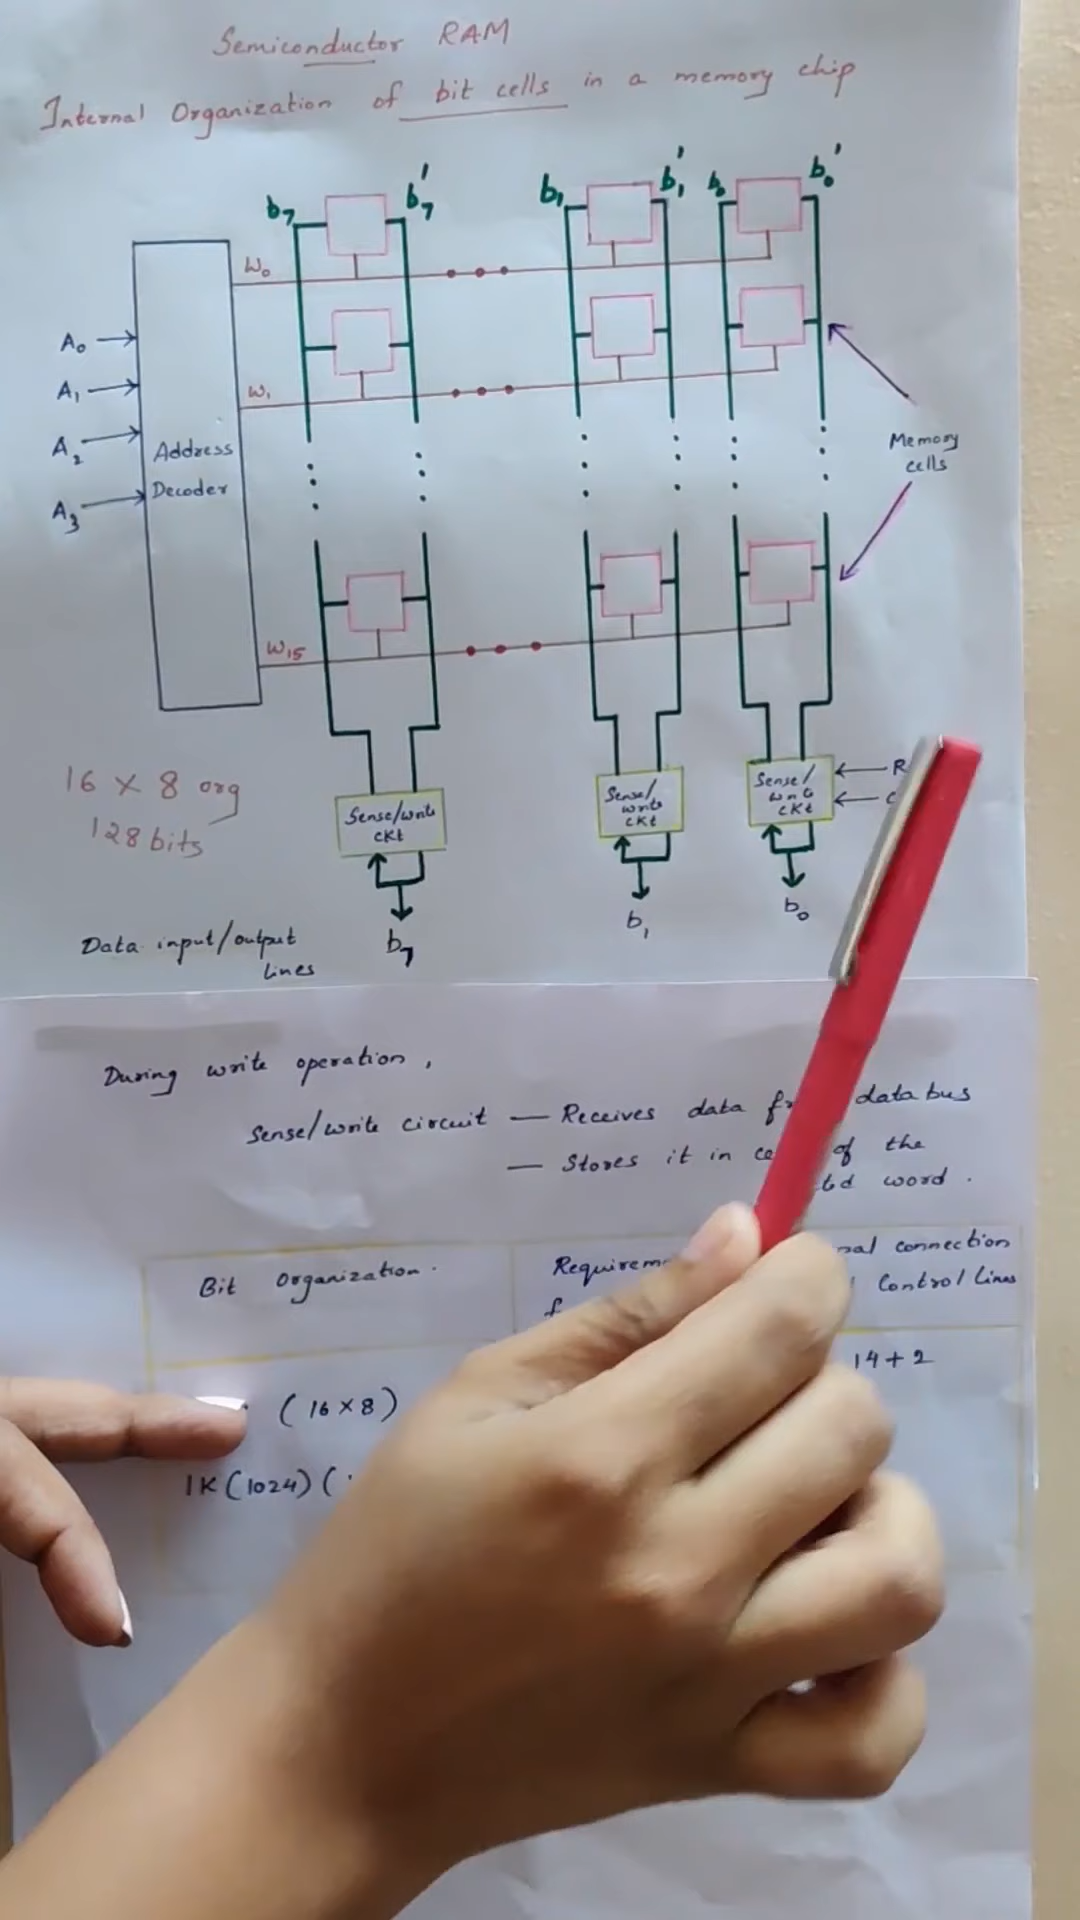 Semiconductor RAM
Internal Organization of bit cells in a memory chip
b7 b7' b1 b1' b0 b0'
W0
A0
A1
W1
A2
A3
Address
Decoder
Memory
cells
W15
16 X 8 org
128 bits
Sense/write
CKt
Sense/
write
CKt
Sense/
write
CKt
R
b7
b1
b0
Data input/output
lines
During write operation,
Sense/write circuit — Receives data data bus
— Stores it in of the
word.
Bit Organization.
connection
Control Lines
(16 x 8)
14+2
1K (1024) (